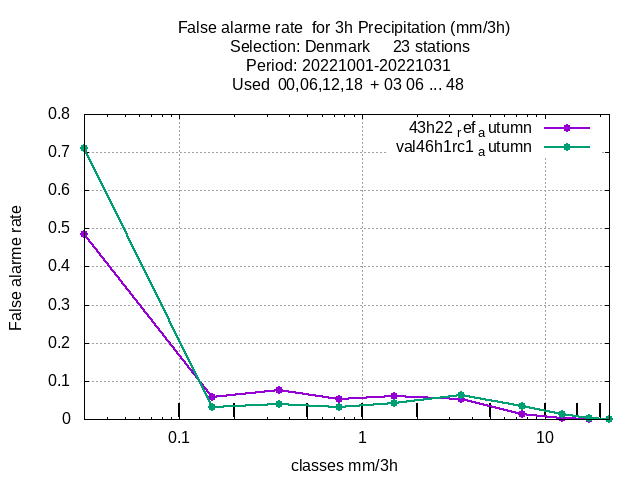 False alarme rate  for 3h Precipitation (mm/3h)
Selection: Denmark     23 stations
Period: 20221001-20221031
Used  00,06,12,18  + 03 06 ... 48
43h22_ref_autumn
val46h1rc1_autumn
0.8
0.7
0.6
0.5
0.4
0.3
0.2
0.1
0
False alarme rate
0.1 1 10
classes mm/3h